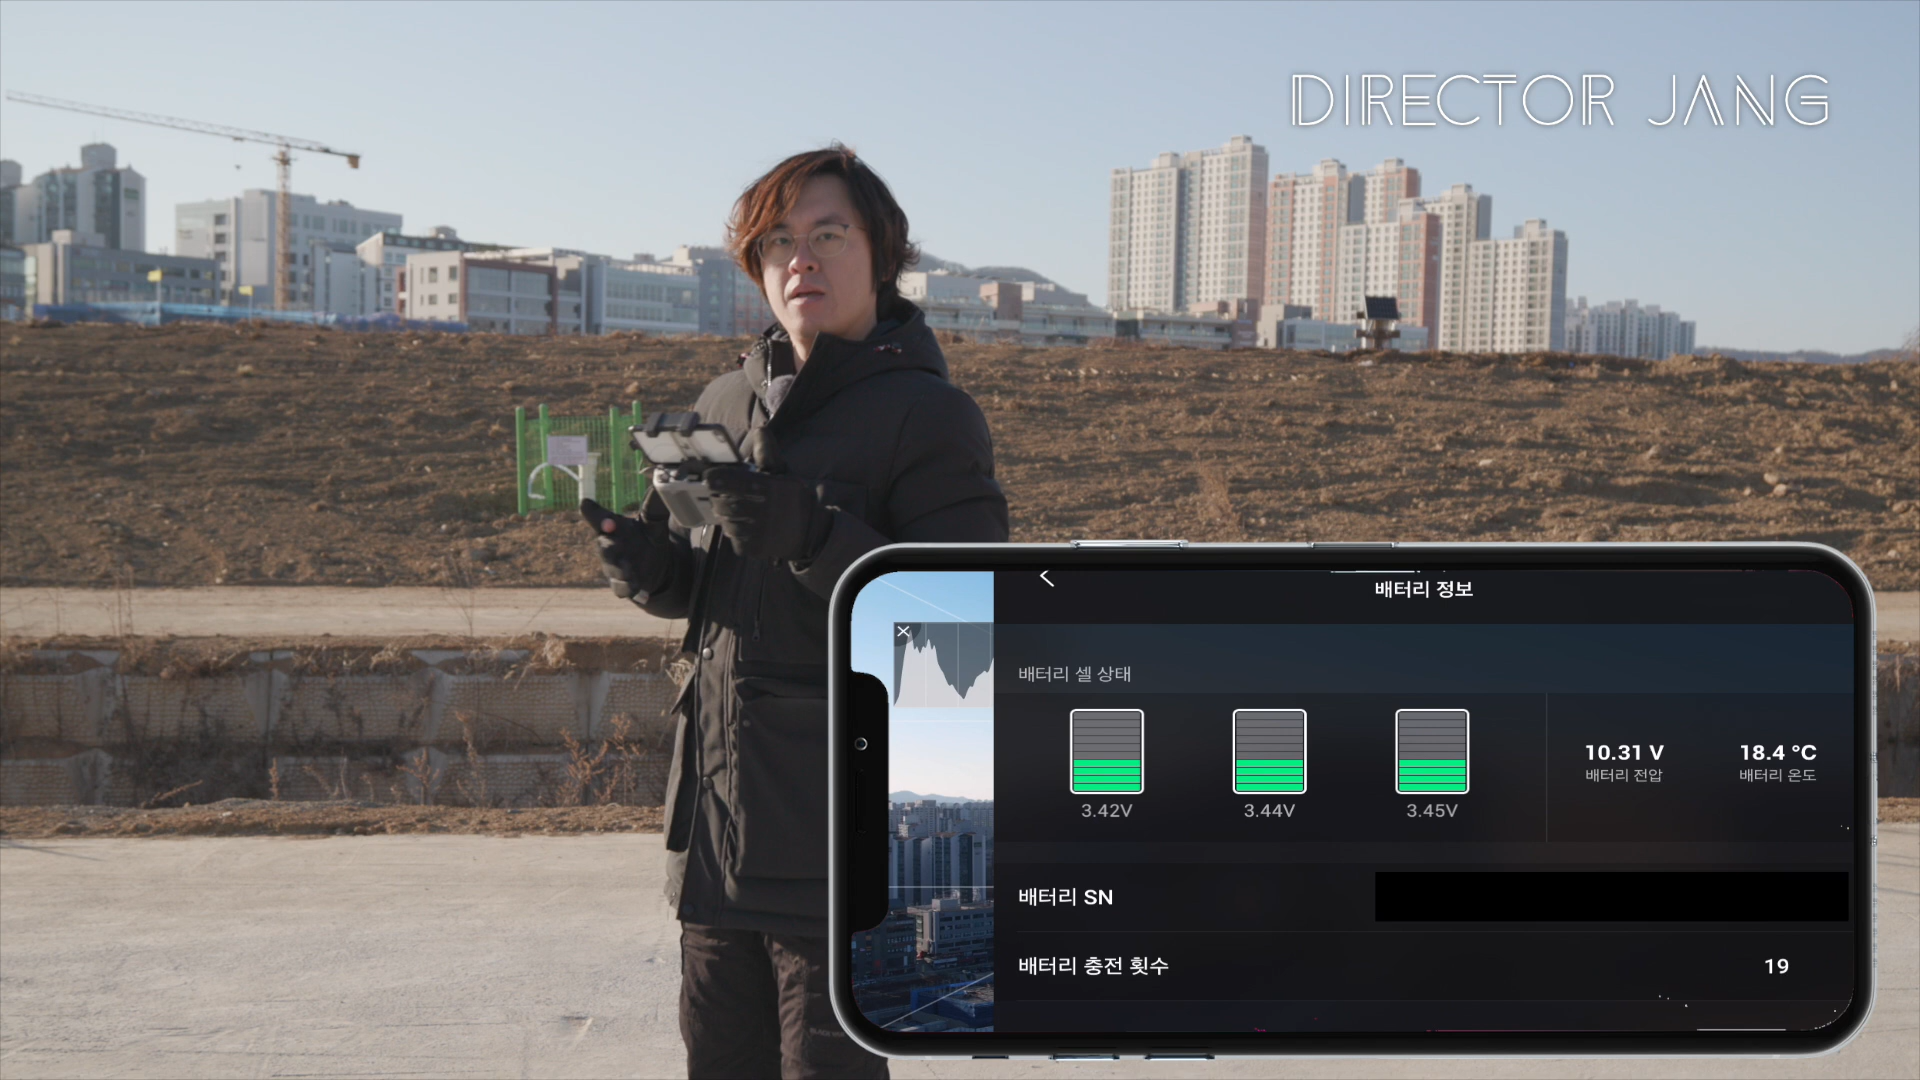 DIRECTOR JANG
배터리 정보
배터리 셀 상태
3.42V
3.44V
3.45V
10.31 V
배터리 전압
18.4 °C
배터리 온도
배터리 SN
배터리 충전 횟수
19